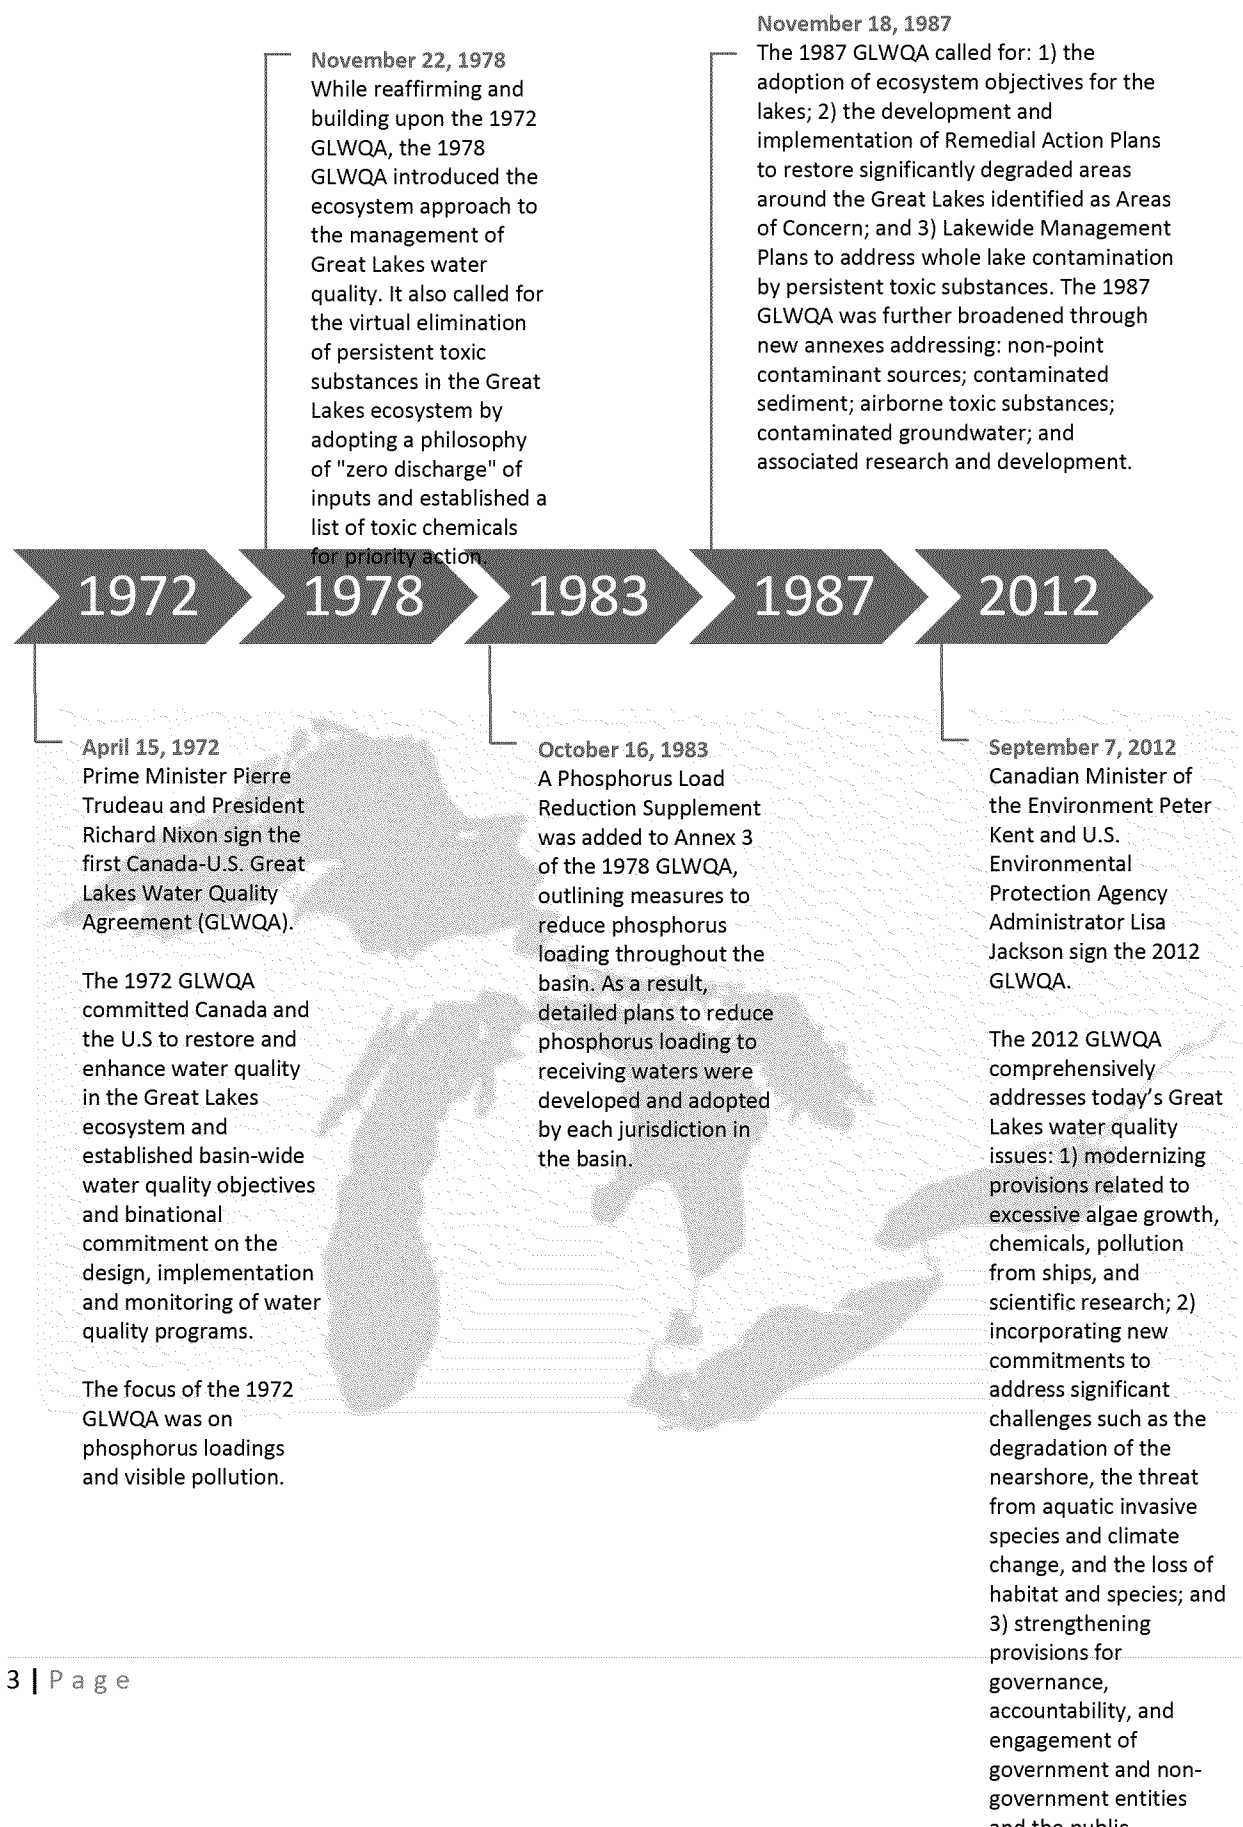 November 18, 1987
The 1987 GLWQA called for: 1) the
adoption of ecosystem objectives for the
lakes; 2) the development and
implementation of Remedial Action Plans
to restore significantly degraded areas
around the Great Lakes identified as Areas
of Concern; and 3) Lakewide Management
Plans to address whole lake contamination
by persistent toxic substances. The 1987
GLWQA was further broadened through
new annexes addressing: non-point
contaminant sources; contaminated
sediment; airborne toxic substances;
contaminated groundwater; and
associated research and development.
November 22, 1978
While reaffirming and
building upon the 1972
GLWQA, the 1978
GLWQA introduced the
ecosystem approach to
the management of
Great Lakes water
quality. It also called for
the virtual elimination
of persistent toxic
substances in the Great
Lakes ecosystem by
adopting a philosophy
of "zero discharge" of
inputs and established a
list of toxic chemicals
for priority action.
1972
1978
1983
1987
2012
April 15, 1972
Prime Minister Pierre
Trudeau and President
Richard Nixon sign the
first Canada-U.S. Great
Lakes Water Quality
Agreement (GLWQA).
The 1972 GLWQA
committed Canada and
the U.S to restore and
enhance water quality
in the Great Lakes
ecosystem and
established basin-wide
water quality objectives
and binational
commitment on the
design, implementation
and monitoring of water
quality programs.
The focus of the 1972
GLWQA was on
phosphorus loadings
and visible pollution.
October 16, 1983
A Phosphorus Load
Reduction Supplement
was added to Annex 3
of the 1978 GLWQA,
outlining measures to
reduce phosphorus
loading throughout the
basin. As a result,
detailed plans to reduce
phosphorus loading to
receiving waters were
developed and adopted
by each jurisdiction in
the basin.
September 7, 2012
Canadian Minister of
the Environment Peter
Kent and U.S.
Environmental
Protection Agency
Administrator Lisa
Jackson sign the 2012
GLWQA.
The 2012 GLWQA
comprehensively
addresses today's Great
Lakes water quality
issues: 1) modernizing
provisions related to
excessive algae growth,
chemicals, pollution
from ships, and
scientific research; 2)
incorporating new
commitments to
address significant
challenges such as the
degradation of the
nearshore, the threat
from aquatic invasive
species and climate
change, and the loss of
habitat and species; and
3) strengthening
provisions for
governance,
accountability, and
engagement of
government and non-
government entities
and the public
3 | Page